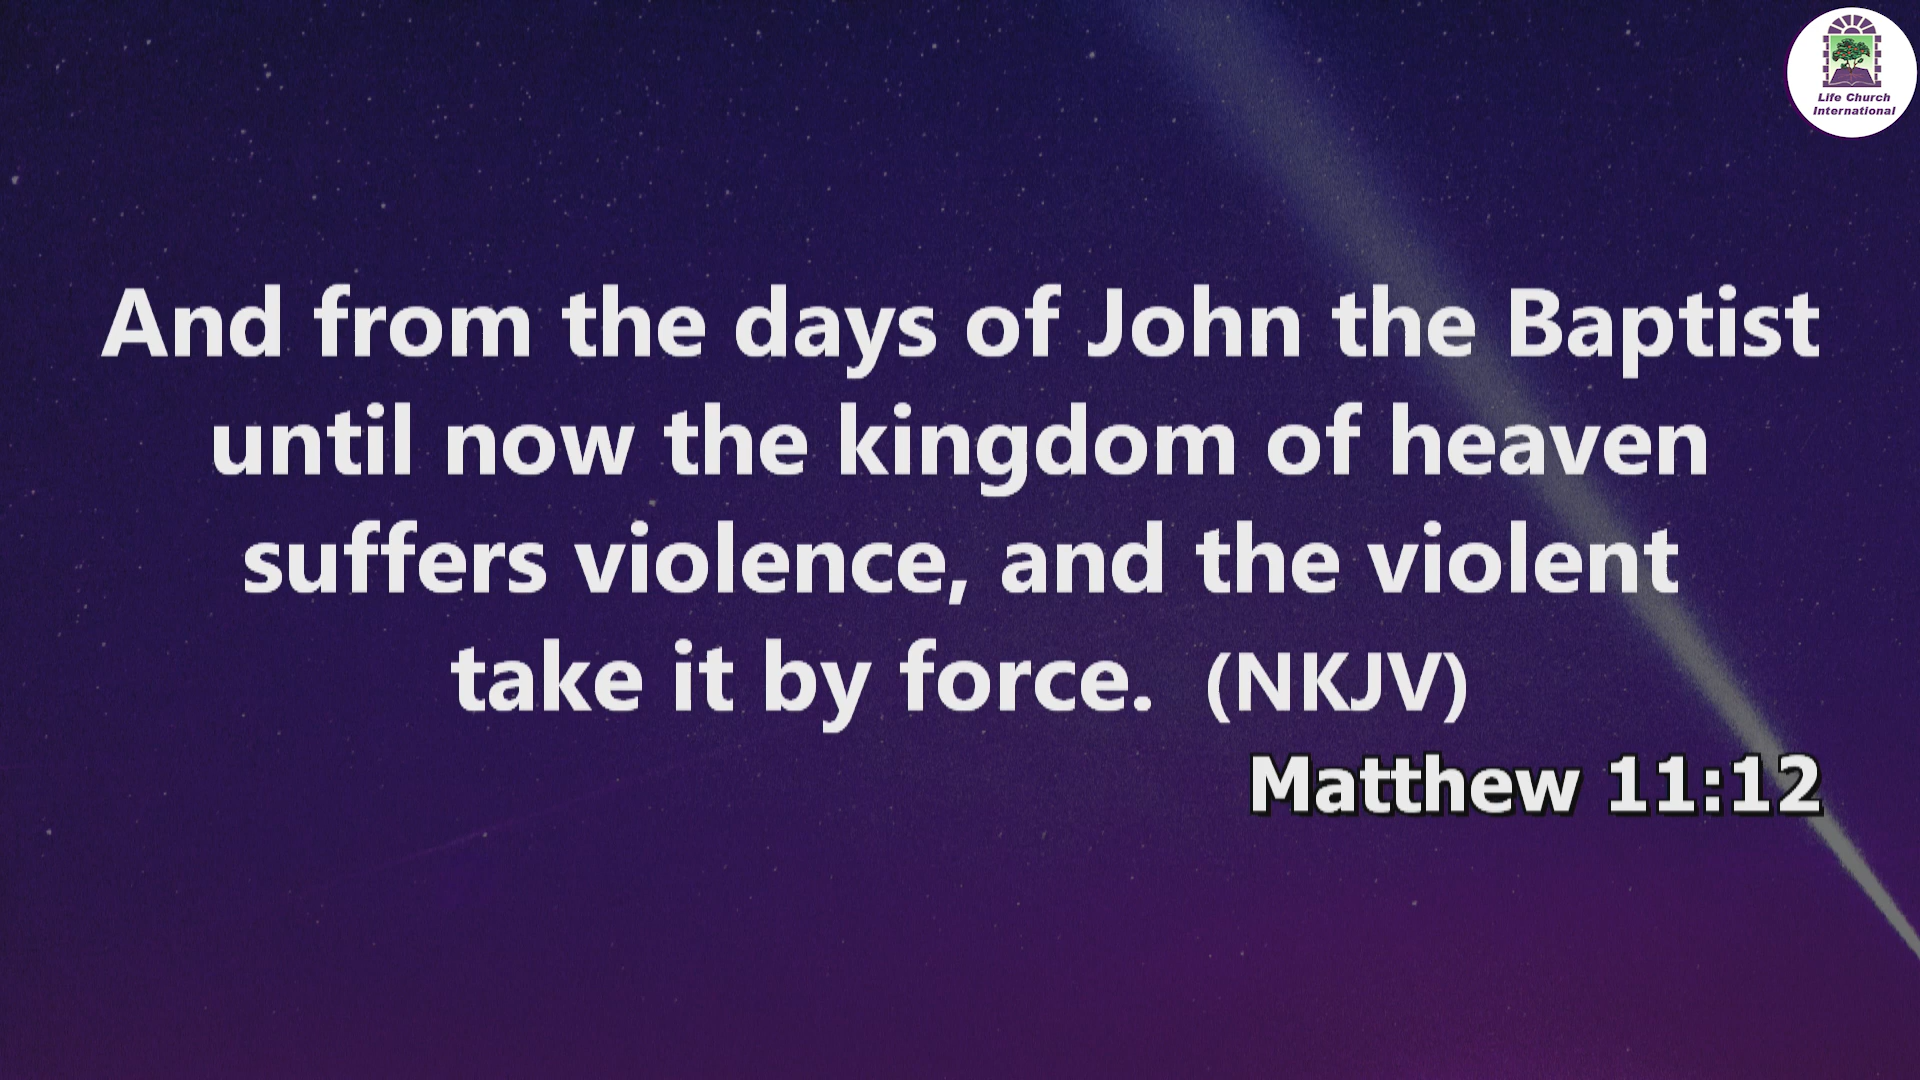 Life Church
International
And from the days of John the Baptist
until now the kingdom of heaven
suffers violence, and the violent
take it by force.  (NKJV)
Matthew 11:12